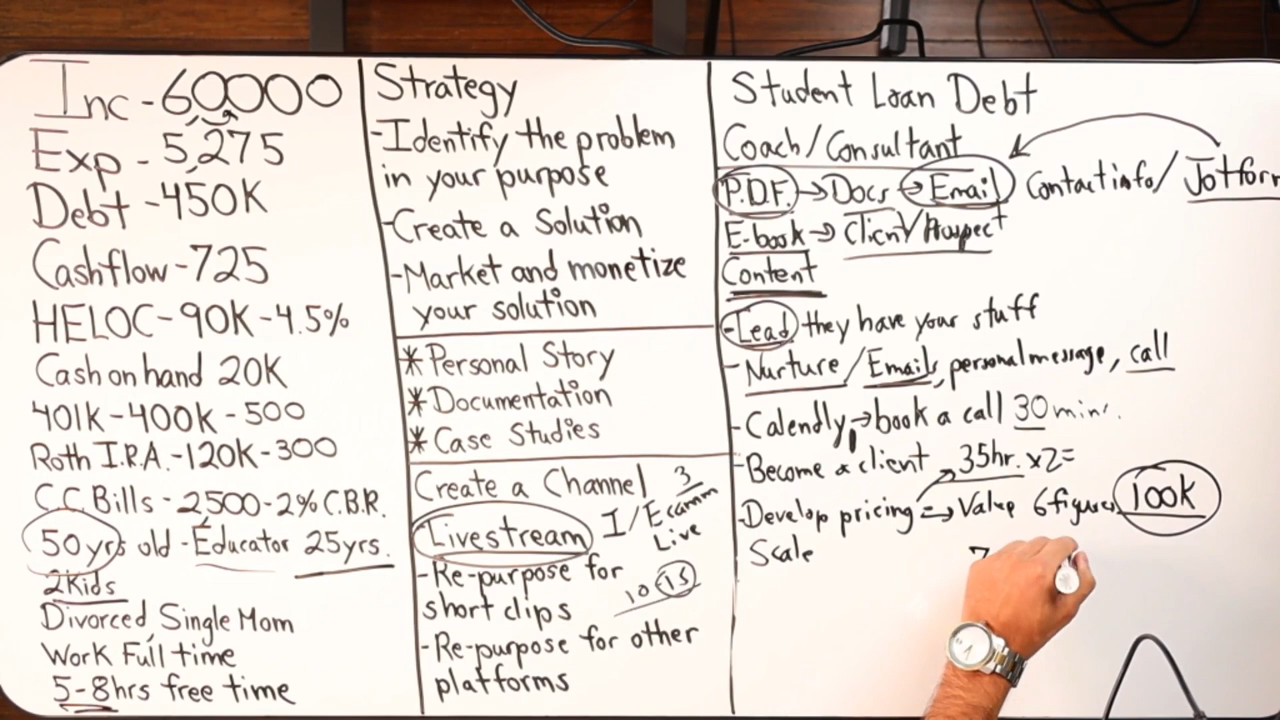 Inc - 60000
Exp - 5,275
Debt - 450K
Cashflow - 725
HELOC - 90K - 4.5%
Cash on hand 20K
401K - 400K - 500
Roth I.R.A. - 120K - 300
C.C. Bills - 2500 - 2% C.B.R.
50yrs old - Educator 25yrs.
2Kids
Divorced, Single Mom
Work Full time
5-8hrs free time
Strategy
- Identify the problem
in your purpose
- Create a Solution
- Market and monetize
your solution
* Personal Story
* Documentation
* Case Studies
Create a Channel 3
Livestream I/Ecamm
Live
- Re-purpose for
short clips 10 15
- Re-purpose for other
platforms
Student Loan Debt
Coach/Consultant
P.D.F. → Docs → Email Contact info/ Jotform
E-book → Client/Prospect
Content
- Lead they have your stuff
- Nurture/Emails, personal message, call
- Calendly → book a call 30 min.
- Become a client 35hr. x2=
- Develop pricing → Value 6 figures 100K
Scale
7